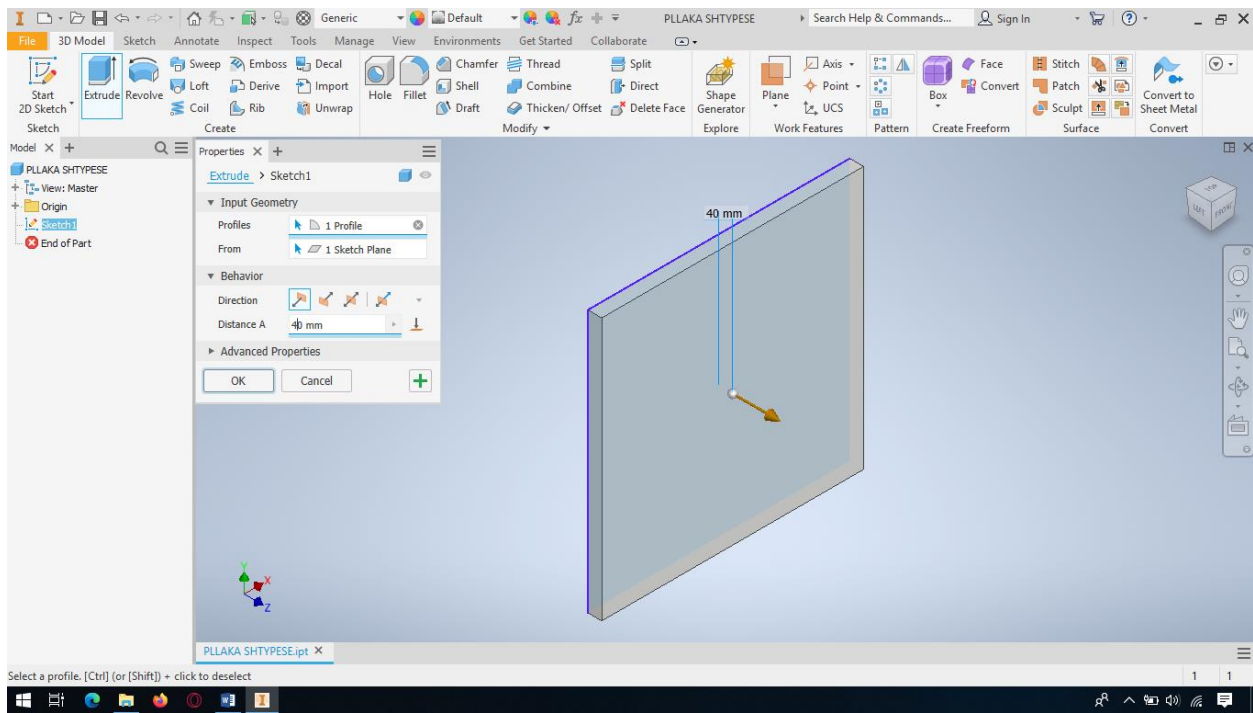 Generic Default fx PLLAKA SHTYPESE Search Help & Commands... Sign In
File 3D Model Sketch Annotate Inspect Tools Manage View Environments Get Started Collaborate
Start 2D Sketch
Sketch
Extrude Revolve
Sweep Emboss Decal
Loft Derive Import
Coil Rib Unwrap
Create
Hole Fillet
Chamfer Thread Split
Shell Combine Direct
Draft Thicken/ Offset Delete Face
Modify
Shape Generator
Explore
Plane
Axis
Point
UCS
Work Features
Pattern
Box
Face
Convert
Create Freeform
Stitch
Patch
Sculpt
Surface
Convert to Sheet Metal
Convert
Model
PLLAKA SHTYPESE
View: Master
Origin
Sketch1
End of Part
Properties
Extrude > Sketch1
Input Geometry
Profiles 1 Profile
From 1 Sketch Plane
Behavior
Direction
Distance A 40 mm
Advanced Properties
OK Cancel
40 mm
TOP
LEFT FRONT
Y
X
Z
PLLAKA SHTYPESE.ipt
Select a profile. [Ctrl] (or [Shift]) + click to deselect
1 1